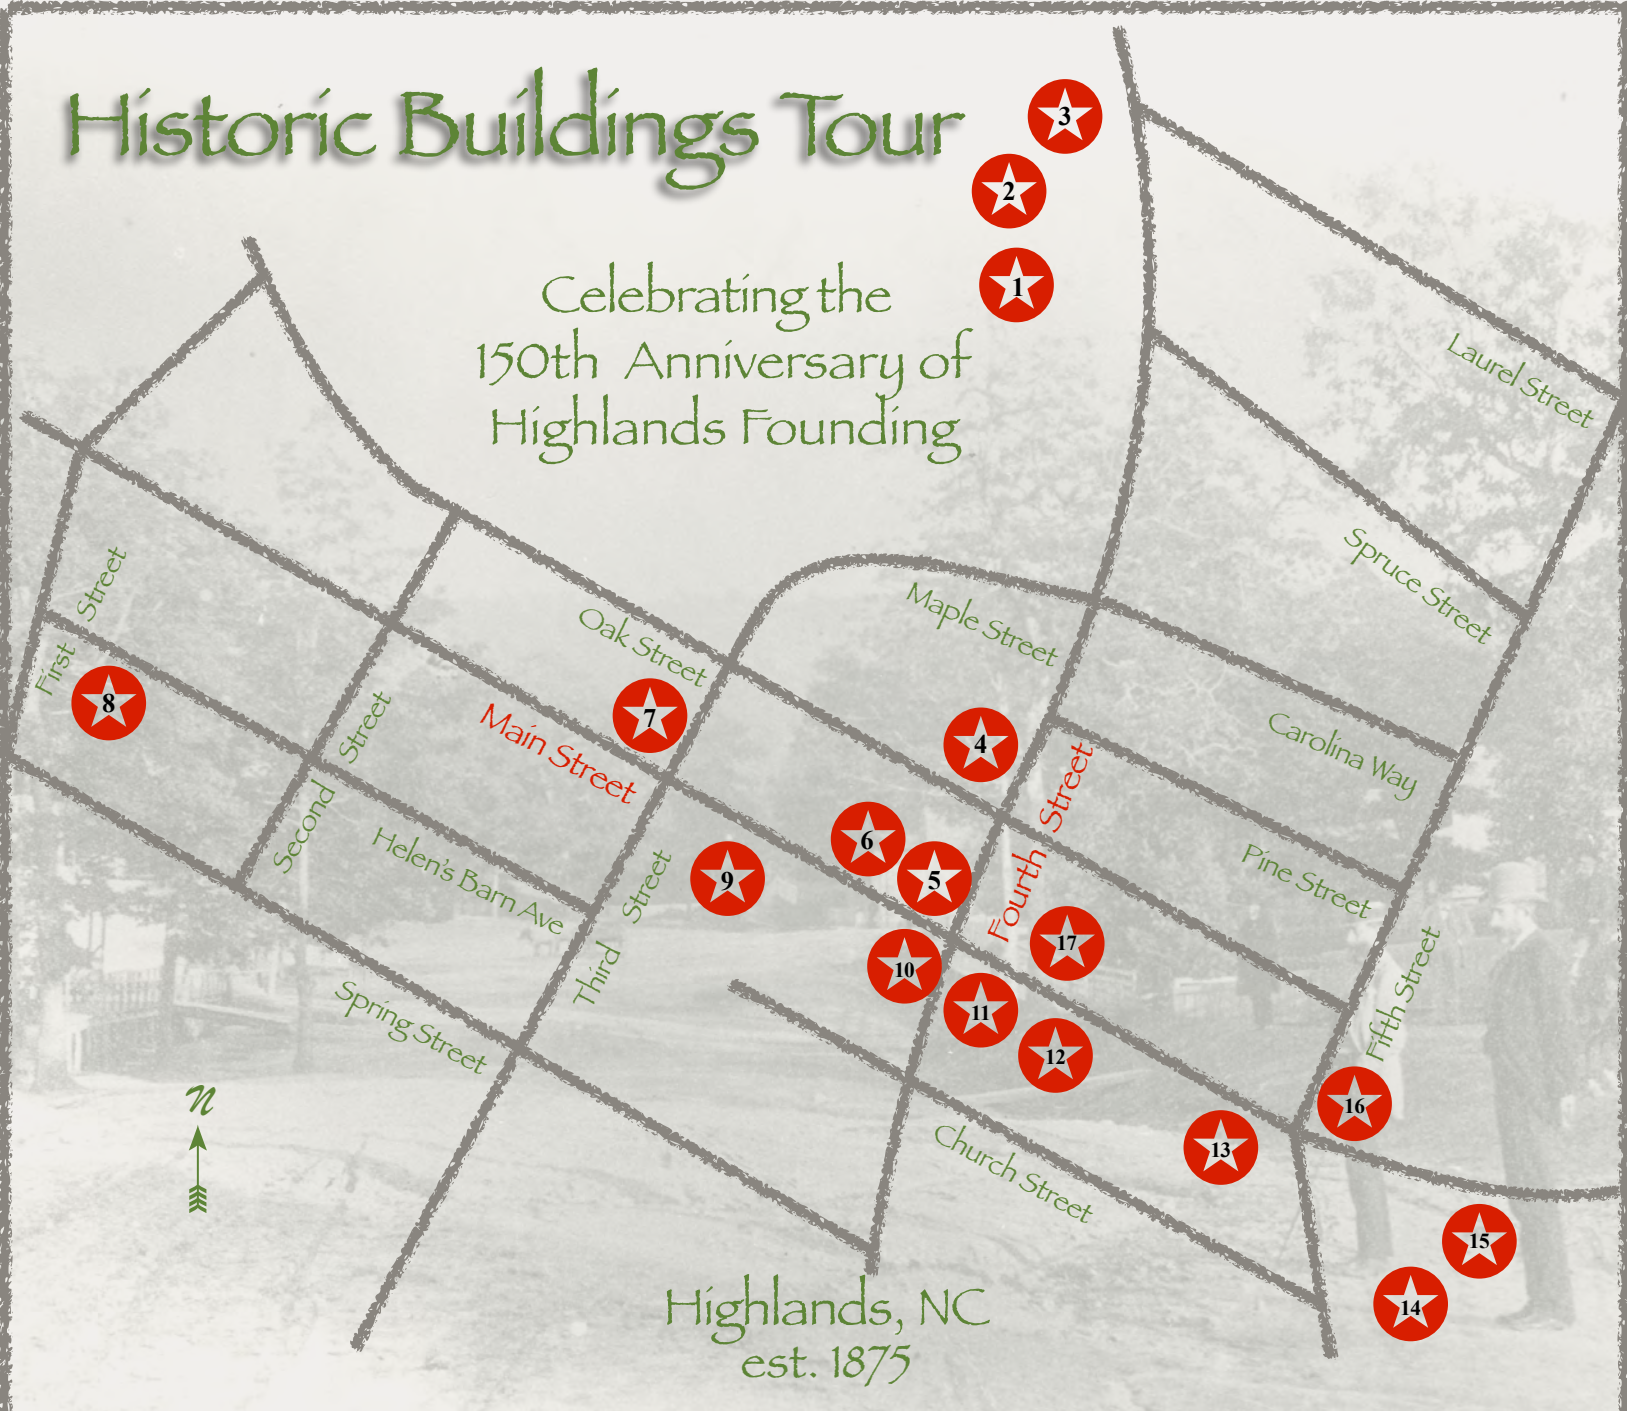 Historic Buildings Tour
Celebrating the
150th Anniversary of
Highlands Founding
3
2
1
Laurel Street
Spruce Street
Maple Street
Carolina Way
Pine Street
Oak Street
Main Street
First Street
Second Street
Helen's Barn Ave
Third Street
Fourth Street
Fifth Street
Spring Street
Church Street
8
7
4
6
5
9
10
17
11
12
16
13
15
14
N
Highlands, NC
est. 1875